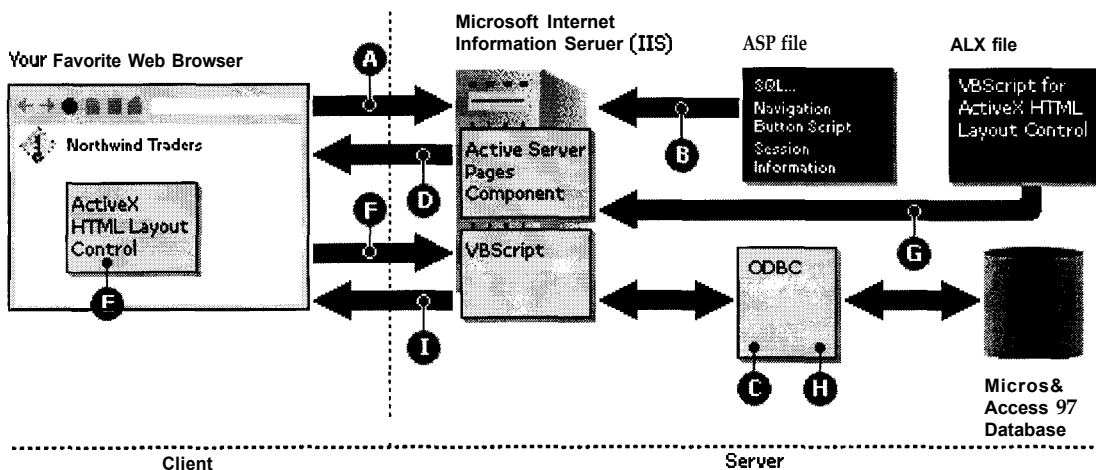 Microsoft Internet
Information Seruer (IIS)
ASP file
ALX file
Your Favorite Web Browser
A
SQL...
Navigation
Button Script
Session
Information
VBScript for
ActiveX HTML
Layout Control
Northwind Traders
B
Active Server
Pages
Component
D
ActiveX
HTML Layout
Control
F
G
VBScript
ODBC
E
I
C
H
Micros&
Access 97
Database
Client
Server